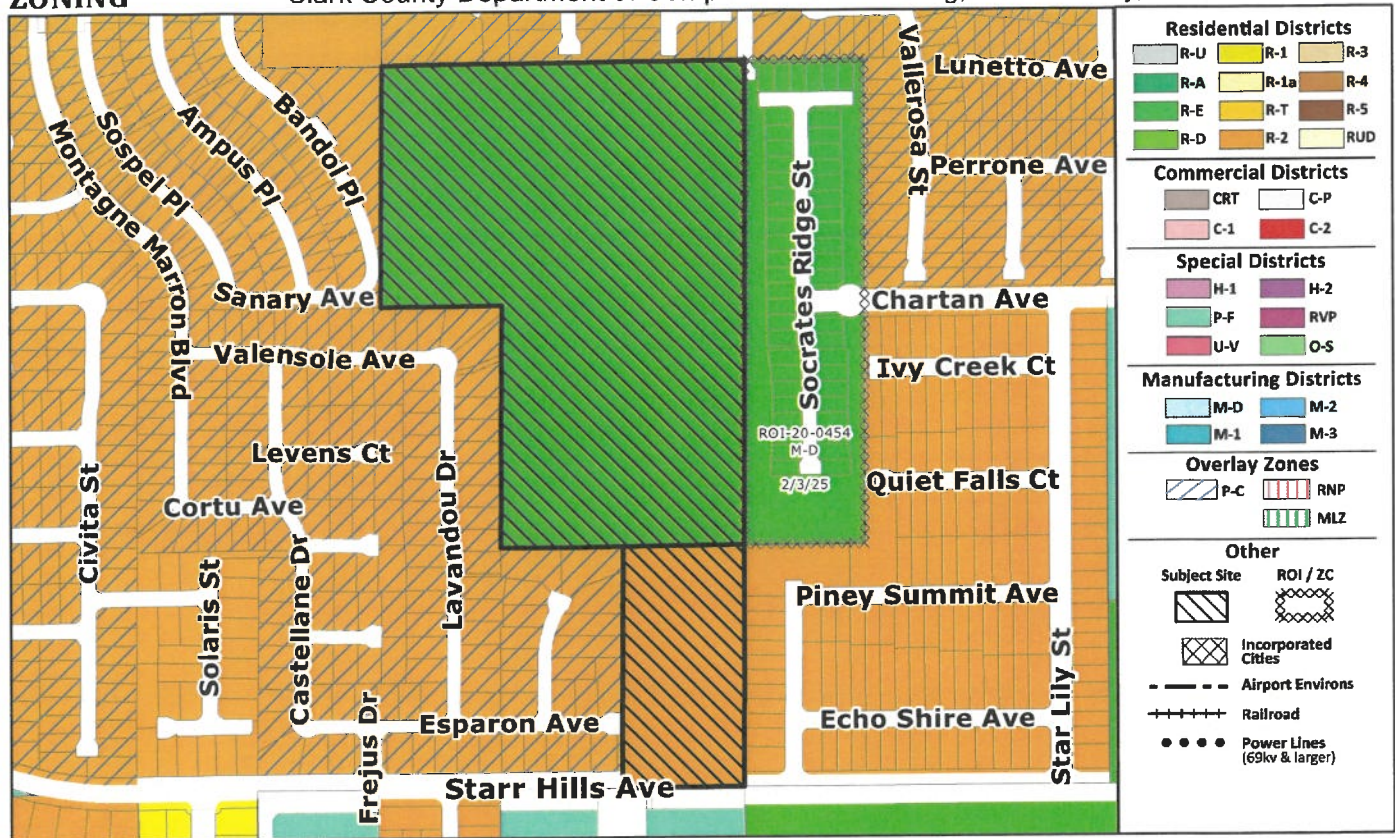 ZONING
Clark County Department of
Vallerosa St
Lunetto Ave
Perrone Ave
Bandol Pl
Ampus Pl
Sospel Pl
Montagne Marron Blvd
Sanary Ave
Valensole Ave
Levens Ct
Cortu Ave
Civita St
Solaris St
Castellane Dr
Lavandou Dr
Frejus Dr
Esparon Ave
Starr Hills Ave
Socrates Ridge St
ROI-20-0454
M-D
2/3/25
Chartan Ave
Ivy Creek Ct
Quiet Falls Ct
Piney Summit Ave
Echo Shire Ave
Star Lily St
Residential Districts
R-U R-1 R-3
R-A R-1a R-4
R-E R-T R-5
R-D R-2 RUD
Commercial Districts
CRT C-P
C-1 C-2
Special Districts
H-1 H-2
P-F RVP
U-V O-S
Manufacturing Districts
M-D M-2
M-1 M-3
Overlay Zones
P-C RNP
MLZ
Other
Subject Site ROI / ZC
Incorporated
Cities
Airport Environs
Railroad
Power Lines
(69kv & larger)